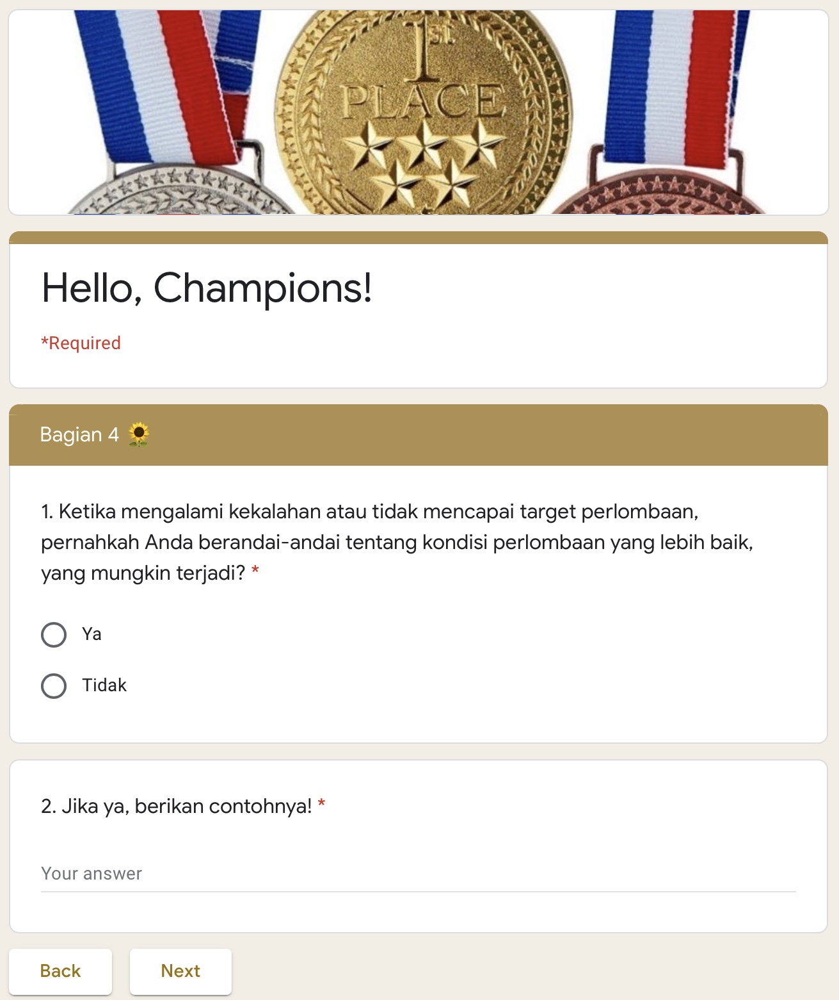 1st
PLACE
Hello, Champions!
*Required
Bagian 4 🌻
1. Ketika mengalami kekalahan atau tidak mencapai target perlombaan,
pernahkah Anda berandai-andai tentang kondisi perlombaan yang lebih baik,
yang mungkin terjadi? *
Ya
Tidak
2. Jika ya, berikan contohnya! *
Your answer
Back Next